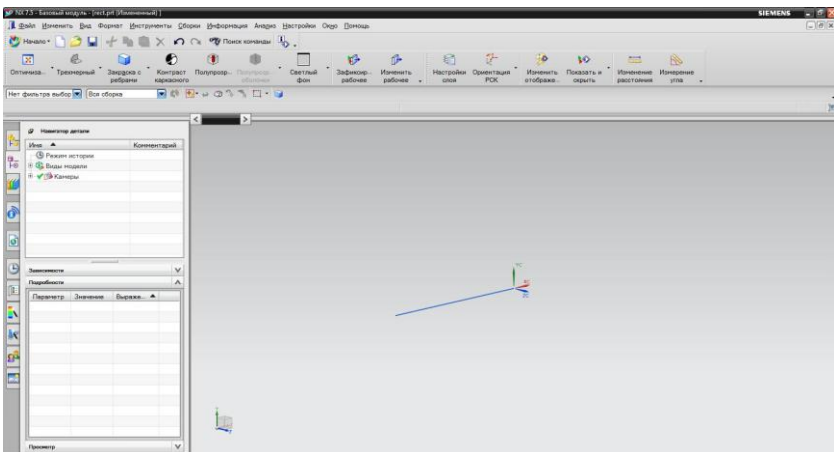 NX 7.5 - Базовый модуль - [rect.prt (Измененный) ]
SIEMENS
Файл Изменить Вид Формат Инструменты Сборки Информация Анализ Настройки Окно Помощь
Начало Поиск команды
Оптимиза.. Трехмерный Закраска с ребрами Контраст каркасного Полупрозр.. Светлый фон Зафиксир.. рабочее Изменить рабочее Настройки слоя Ориентация РСК Изменить отображе.. Показать и скрыть Изменение расстояния Измерение угла
Нет фильтра выбор Вся сборка
Навигатор детали
Имя Комментарий
Режим истории
Виды модели
Камеры
Зависимости
Подробности
Параметр Значение Выраже...
Просмотр
YC
XC
ZC